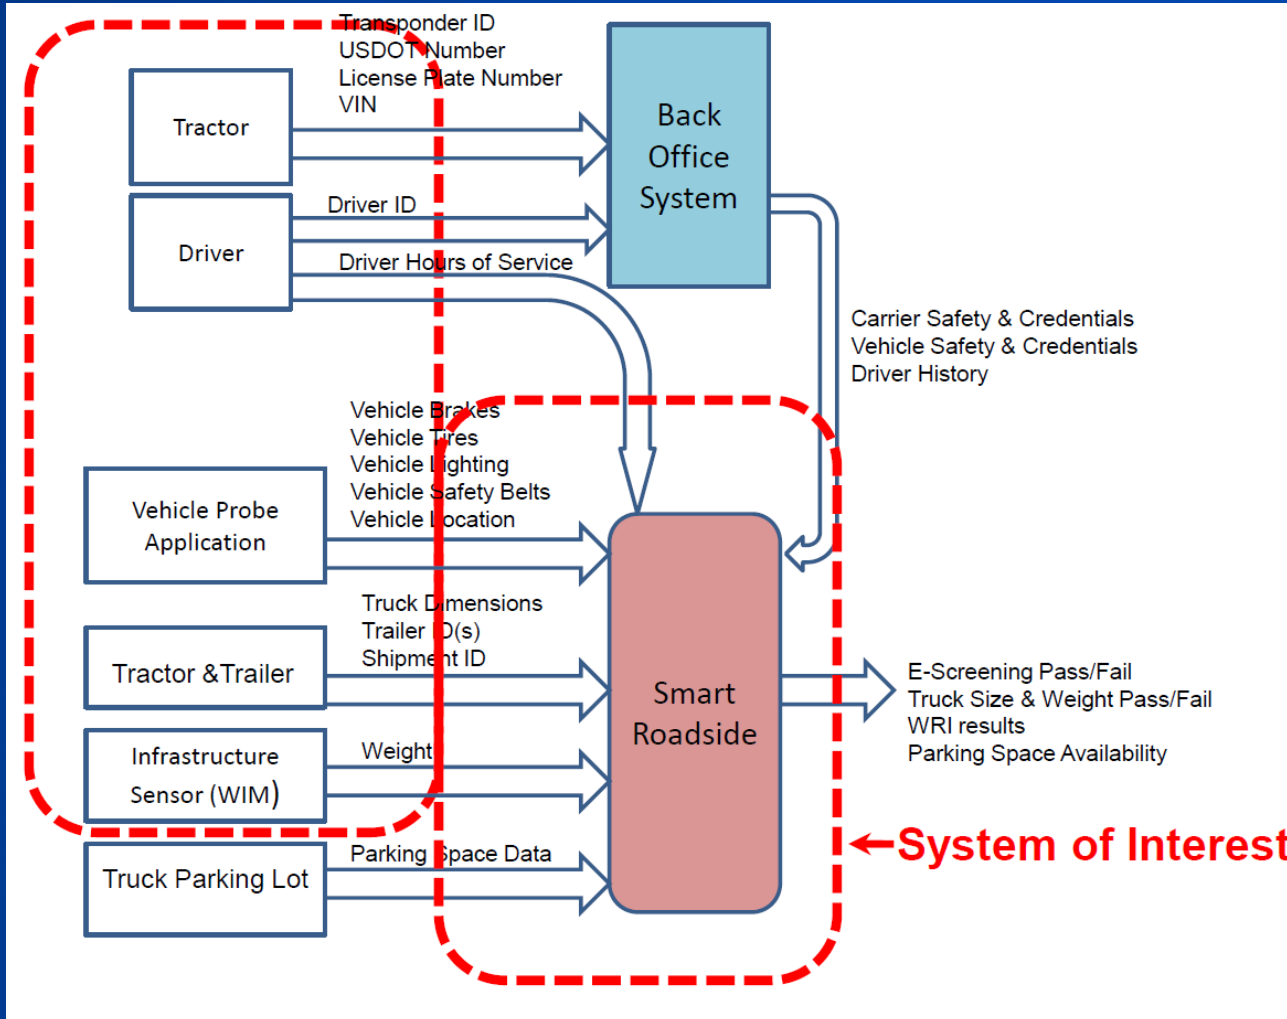 Transponder ID
USDOT Number
License Plate Number
VIN
Tractor
Back
Office
System
Driver ID
Driver
Driver Hours of Service
Carrier Safety & Credentials
Vehicle Safety & Credentials
Driver History
Vehicle Brakes
Vehicle Tires
Vehicle Lighting
Vehicle Safety Belts
Vehicle Location
Vehicle Probe
Application
Truck Dimensions
Trailer ID(s)
Shipment ID
Tractor &Trailer
Smart
Roadside
E-Screening Pass/Fail
Truck Size & Weight Pass/Fail
WRI results
Parking Space Availability
Weight
Infrastructure
Sensor (WIM)
Parking Space Data
Truck Parking Lot
System of Interest